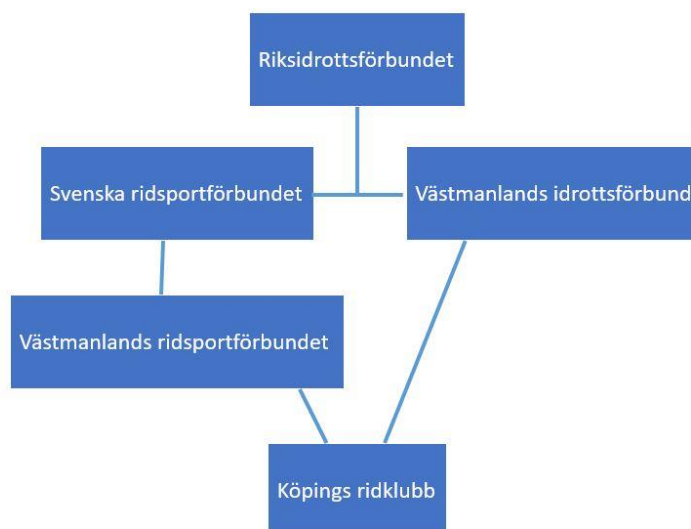 Riksidrottsförbundet
Svenska ridsportförbundet
Västmanlands idrottsförbund
Västmanlands ridsportförbundet
Köpings ridklubb